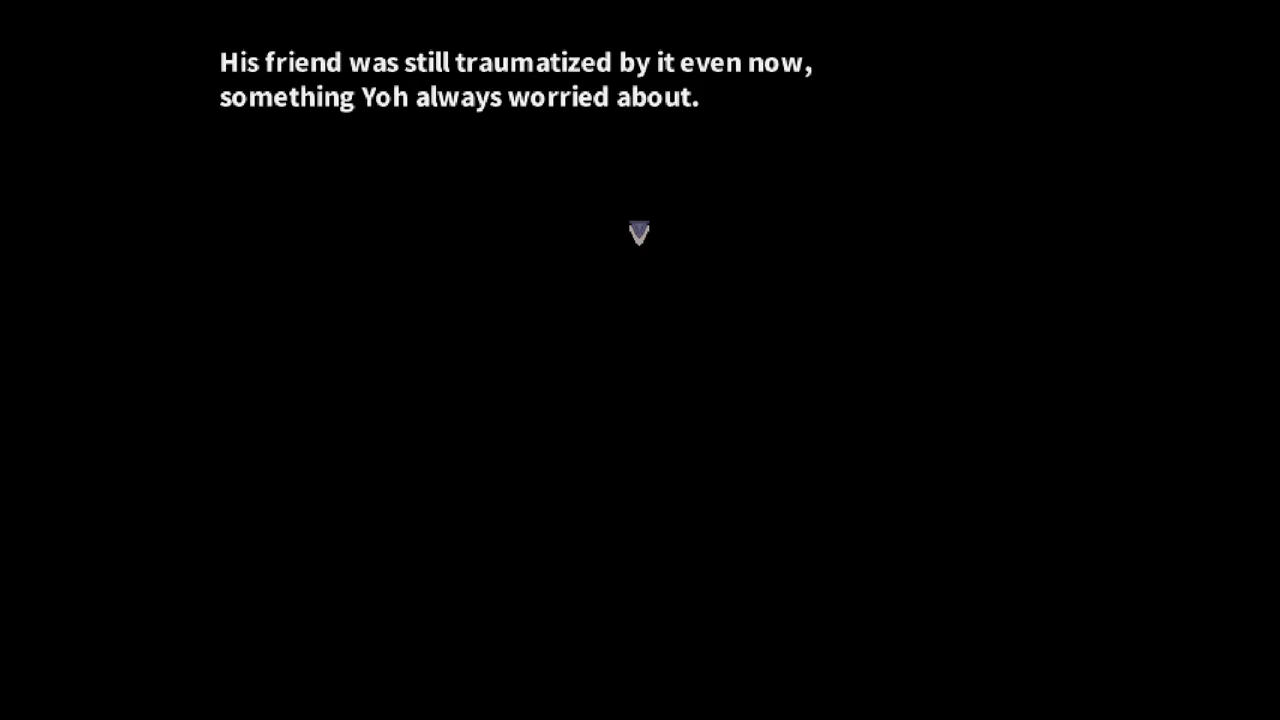 His friend was still traumatized by it even now,
something Yoh always worried about.